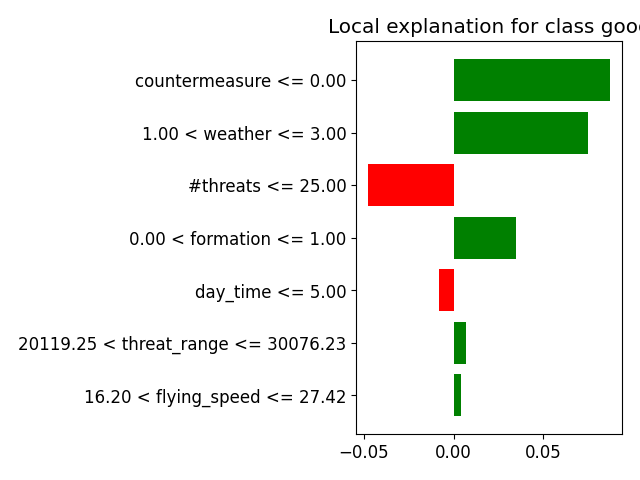 Local explanation for class goo
countermeasure <= 0.00
1.00 < weather <= 3.00
#threats <= 25.00
0.00 < formation <= 1.00
day_time <= 5.00
20119.25 < threat_range <= 30076.23
16.20 < flying_speed <= 27.42
−0.05 0.00 0.05